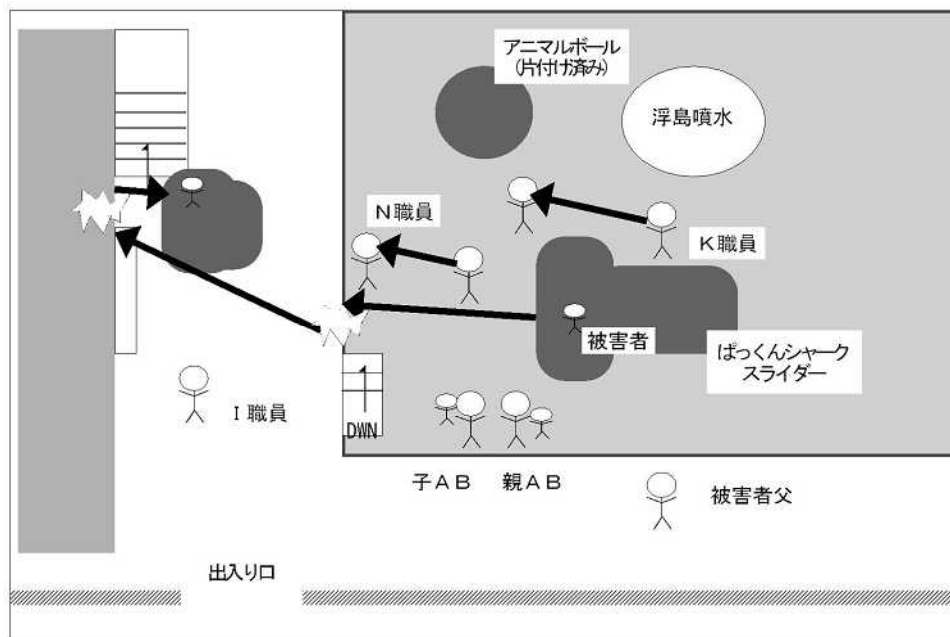 アニマルボール
(片付け済み)
浮島噴水
N職員
K職員
被害者
ぱっくんシャーク
スライダー
I 職員
DWN
子AB 親AB
被害者父
出入り口